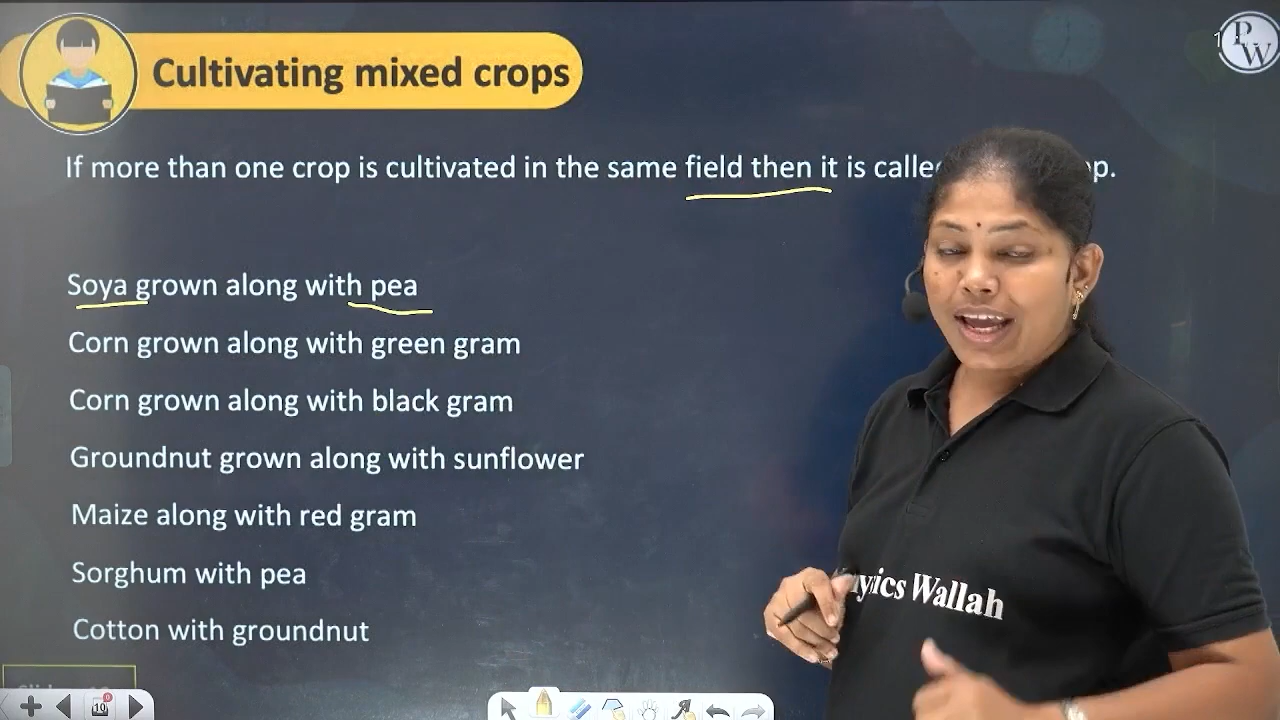 Cultivating mixed crops
PW
If more than one crop is cultivated in the same field then it is
Soya grown along with pea
Corn grown along with green gram
Corn grown along with black gram
Groundnut grown along with sunflower
Maize along with red gram
Sorghum with pea
Cotton with groundnut
Wallah
10